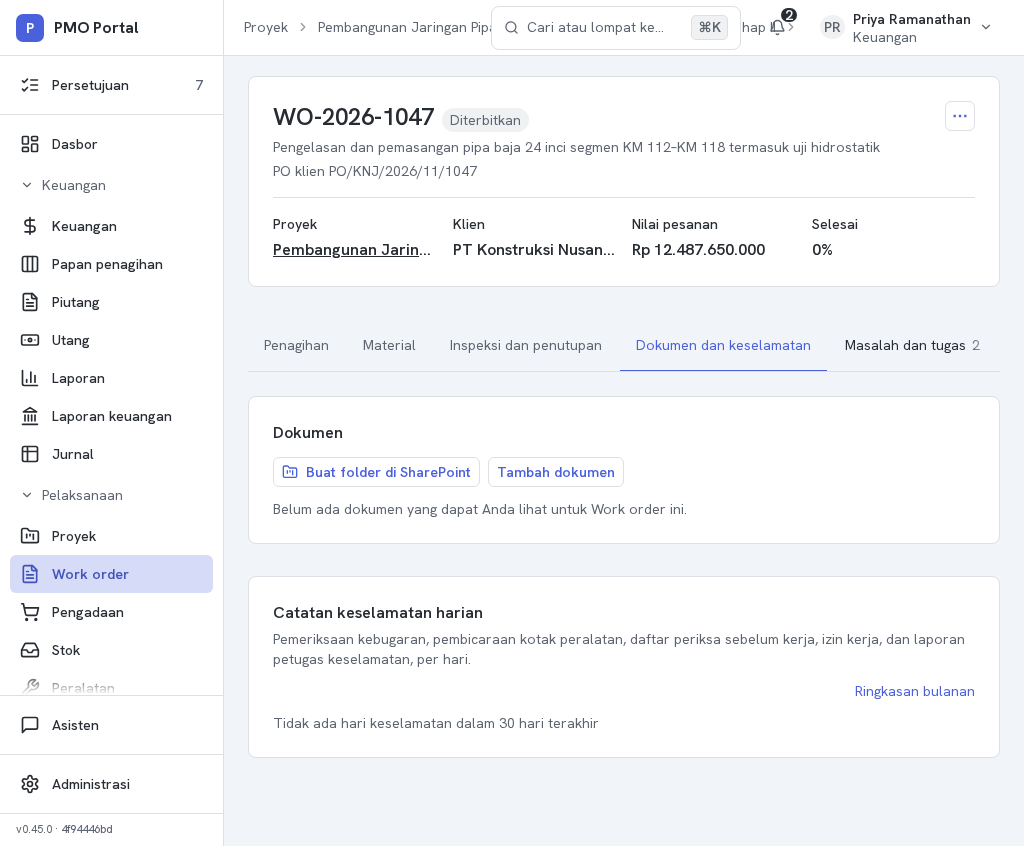 P PMO Portal
Proyek
Pembangunan Jaringan Pipa
Cari atau lompat ke...
⌘K
hap
2
PR
Priya Ramanathan
Keuangan
Persetujuan 7
Dasbor
Keuangan
Keuangan
Papan penagihan
Piutang
Utang
Laporan
Laporan keuangan
Jurnal
Pelaksanaan
Proyek
Work order
Pengadaan
Stok
Peralatan
Asisten
Administrasi
v0.45.0 · 4f94446bd
WO-2026-1047 Diterbitkan
Pengelasan dan pemasangan pipa baja 24 inci segmen KM 112–KM 118 termasuk uji hidrostatik
PO klien PO/KNJ/2026/11/1047
Proyek
Pembangunan Jarin...
Klien
PT Konstruksi Nusan...
Nilai pesanan
Rp 12.487.650.000
Selesai
0%
Penagihan
Material
Inspeksi dan penutupan
Dokumen dan keselamatan
Masalah dan tugas 2
Dokumen
Buat folder di SharePoint
Tambah dokumen
Belum ada dokumen yang dapat Anda lihat untuk Work order ini.
Catatan keselamatan harian
Pemeriksaan kebugaran, pembicaraan kotak peralatan, daftar periksa sebelum kerja, izin kerja, dan laporan
petugas keselamatan, per hari.
Ringkasan bulanan
Tidak ada hari keselamatan dalam 30 hari terakhir